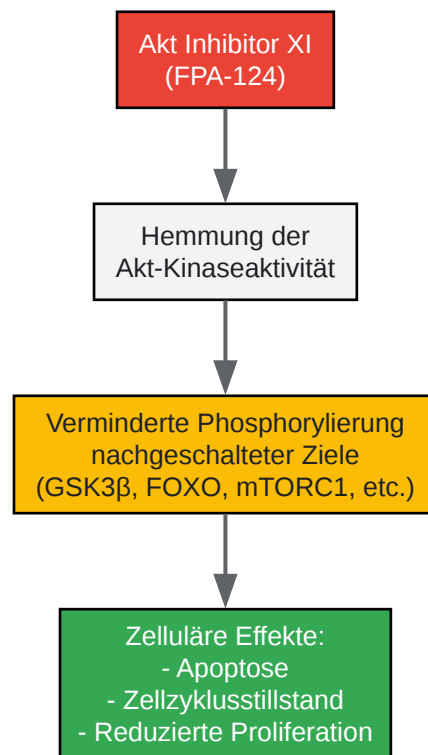 Akt Inhibitor XI
(FPA-124)
Hemmung der
Akt-Kinaseaktivität
Verminderte Phosphorylierung
nachgeschalteter Ziele
(GSK3β, FOXO, mTORC1, etc.)
Zelluläre Effekte:
- Apoptose
- Zellzyklusstillstand
- Reduzierte Proliferation